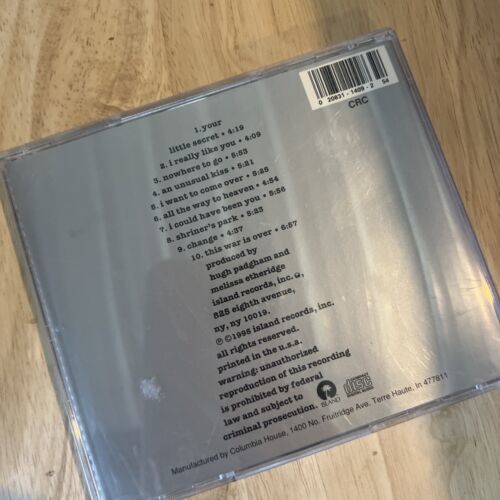 0 20831-1409-2 54
CRC
1. your
little secret • 4:19
2. i really like you • 4:09
3. nowhere to go • 5:53
4. an unusual kiss • 5:21
5. i want to come over • 5:25
6. all the way to heaven • 4:54
7. i could have been you • 5:56
8. shriner's park • 5:23
9. change • 4:37
10. this war is over • 6:57
produced by
hugh padgham and
melissa etheridge
island records, inc.
825 eighth avenue,
ny, ny 10019.
℗ ©1995 island records, inc.
all rights reserved.
printed in the u.s.a.
warning: unauthorized
reproduction of this recording
is prohibited by federal
law and subject to
criminal prosecution.
ISLAND
COMPACT
disc
Manufactured by Columbia House, 1400 No. Fruitridge Ave. Terre Haute, In 477811